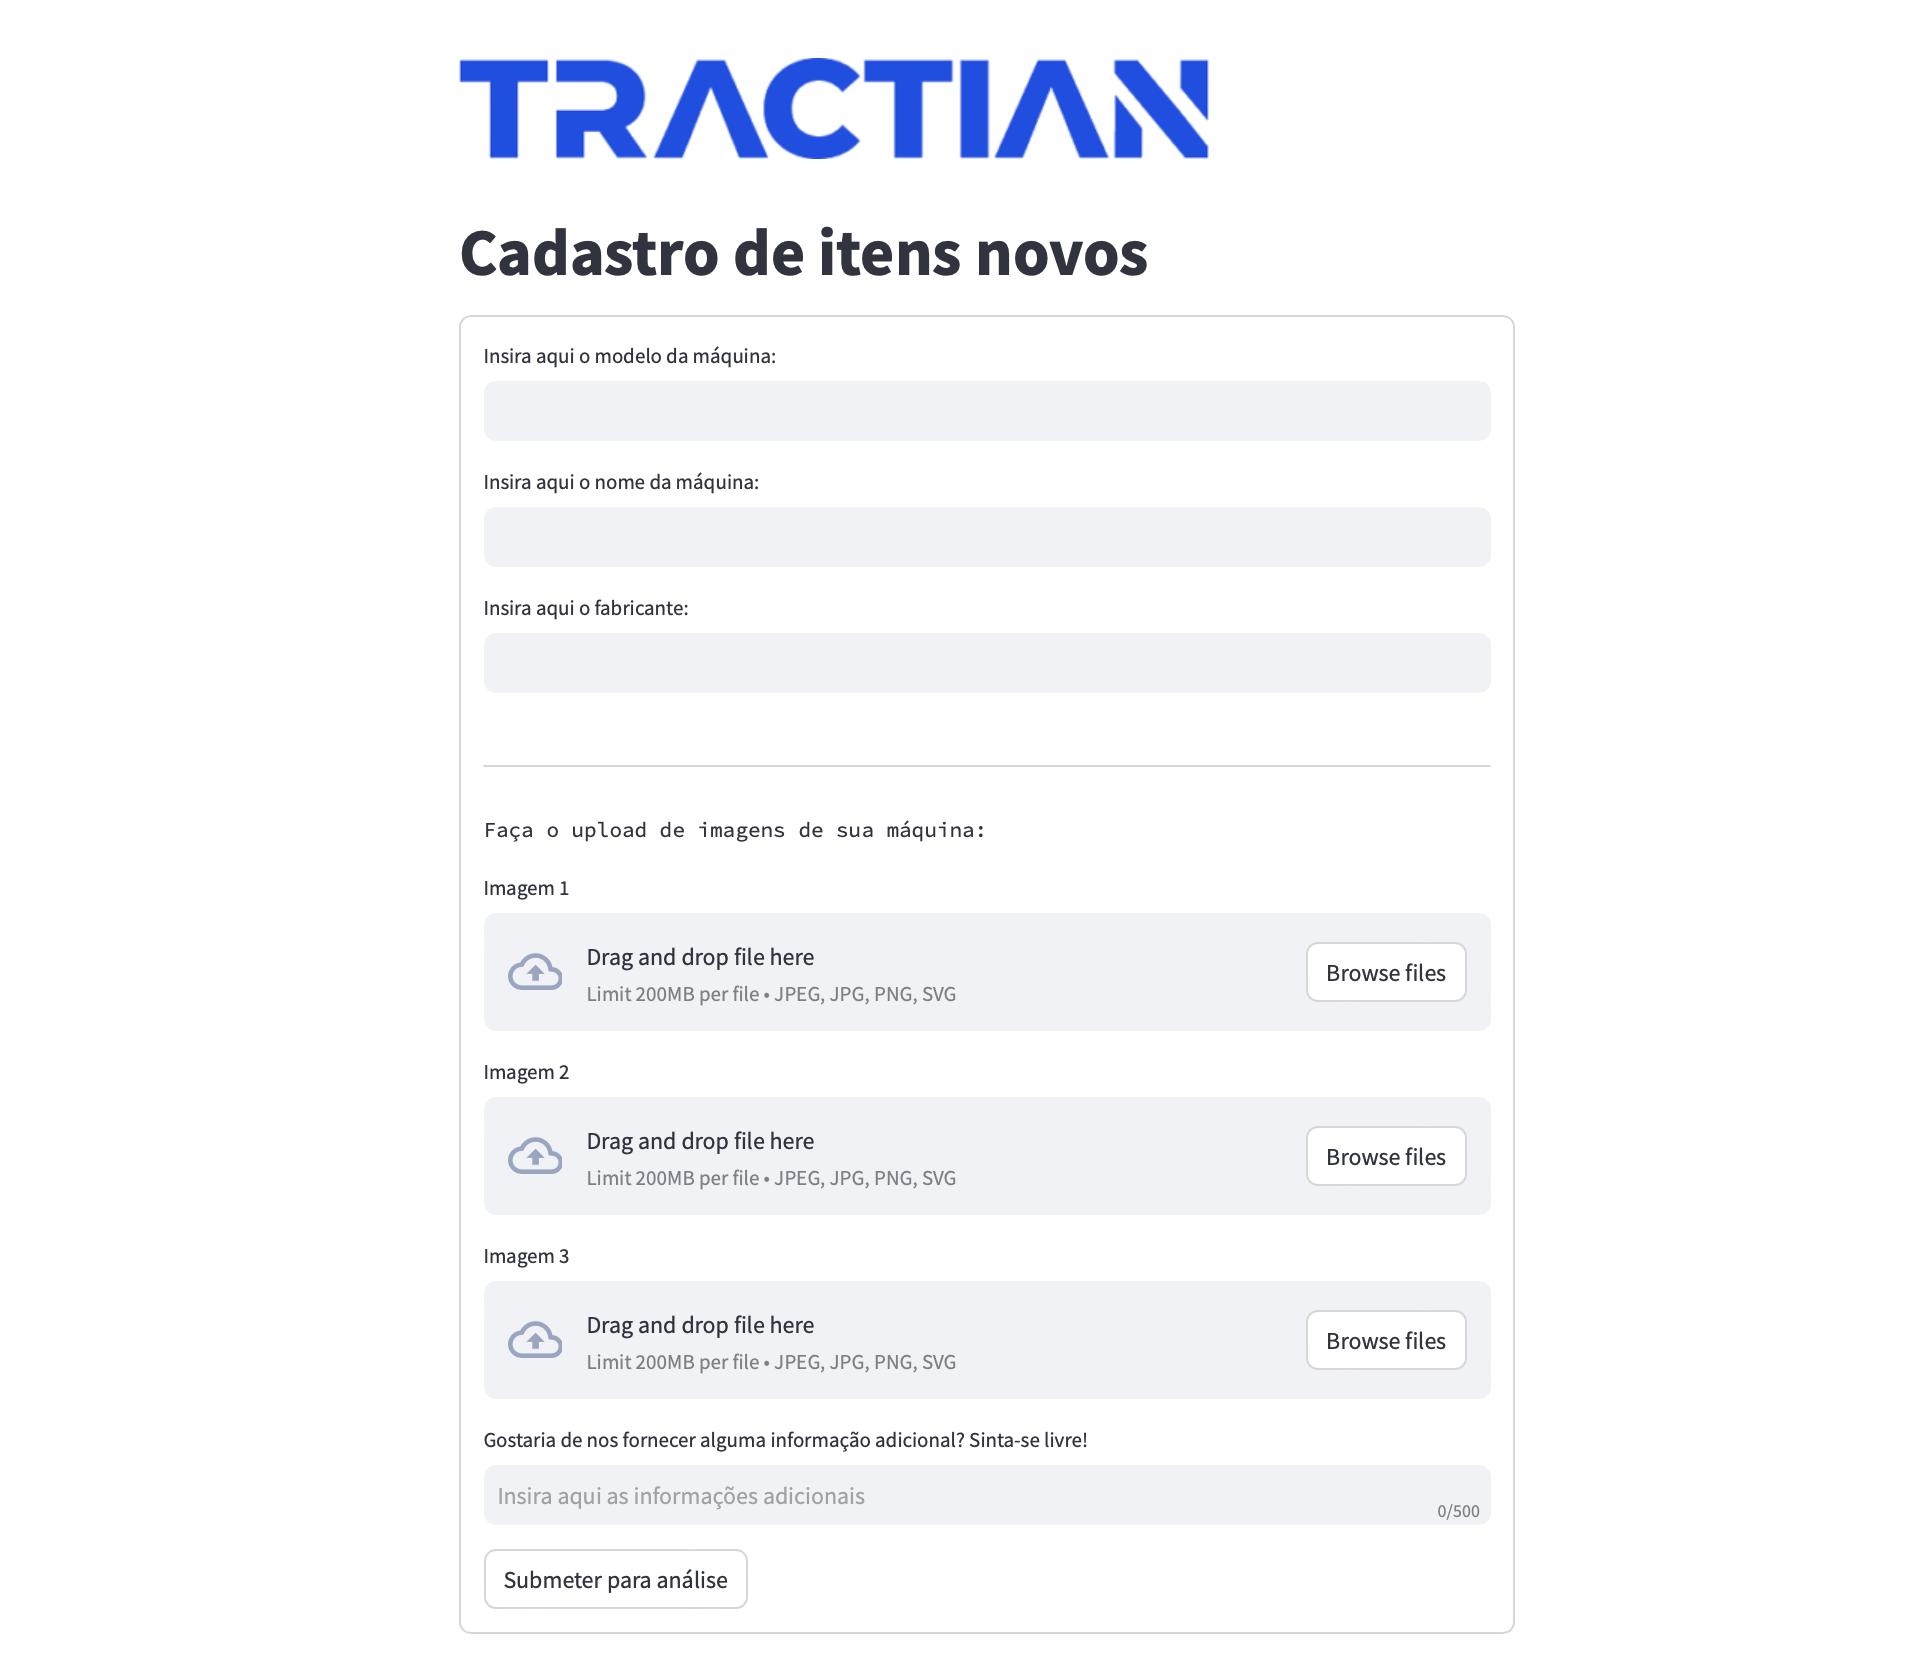 TRACTIAN
Cadastro de itens novos
Insira aqui o modelo da máquina:
Insira aqui o nome da máquina:
Insira aqui o fabricante:
Faça o upload de imagens de sua máquina:
Imagem 1
Drag and drop file here
Limit 200MB per file • JPEG, JPG, PNG, SVG
Browse files
Imagem 2
Drag and drop file here
Limit 200MB per file • JPEG, JPG, PNG, SVG
Browse files
Imagem 3
Drag and drop file here
Limit 200MB per file • JPEG, JPG, PNG, SVG
Browse files
Gostaria de nos fornecer alguma informação adicional? Sinta-se livre!
Insira aqui as informações adicionais
0/500
Submeter para análise